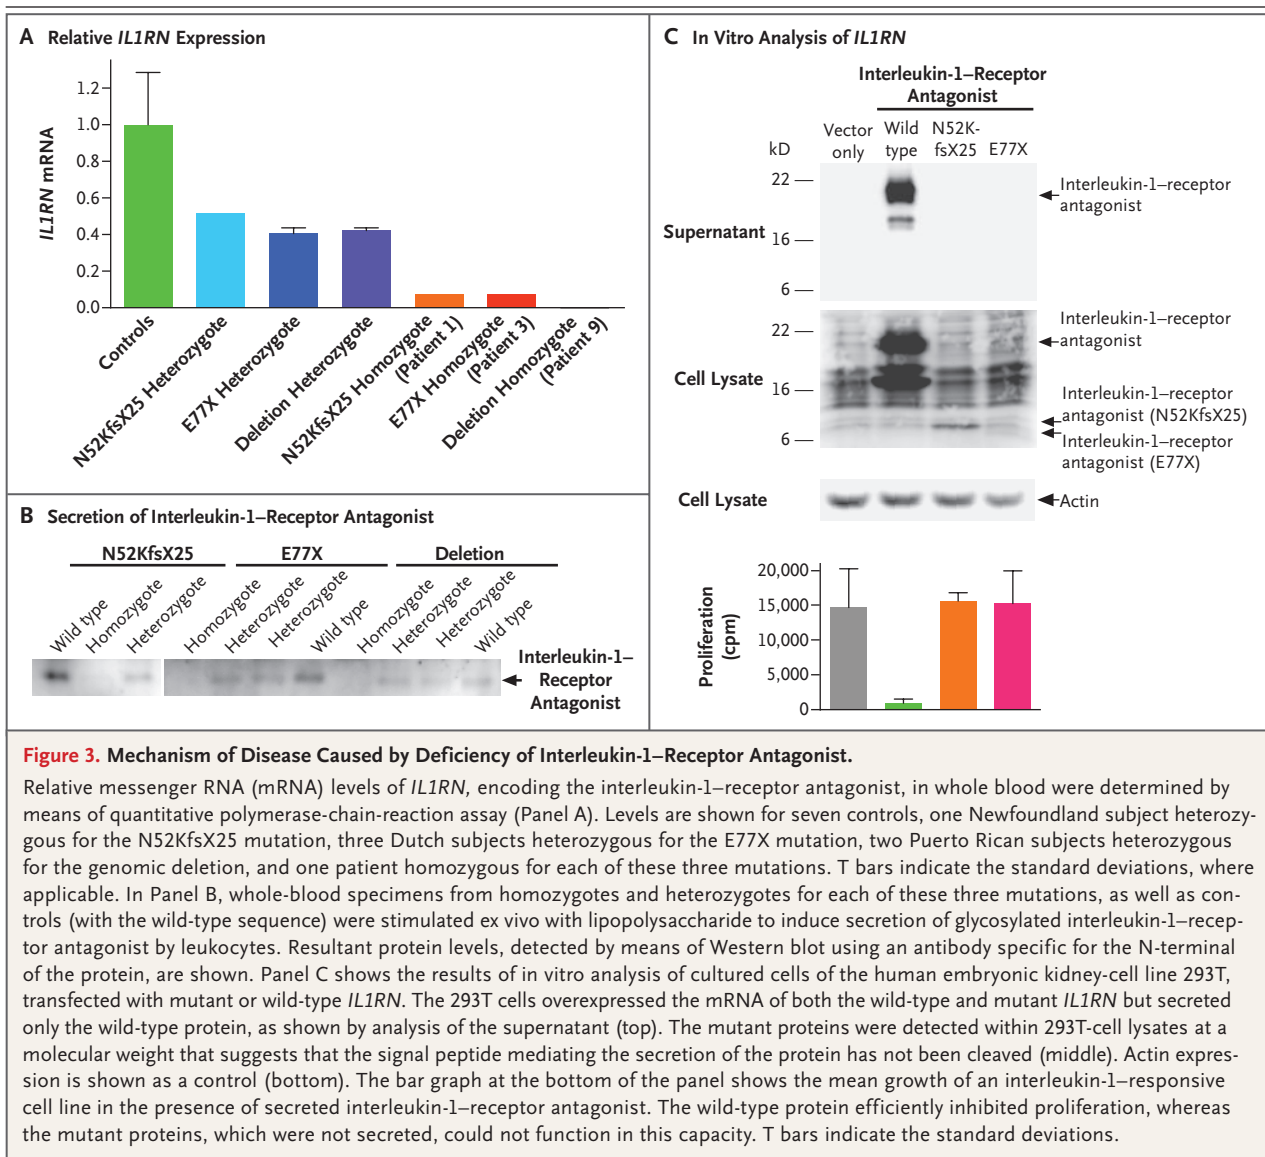 A Relative IL1RN Expression
IL1RN mRNA
1.2
1.0
0.8
0.6
0.4
0.2
0.0
Controls
N52KfsX25 Heterozygote
E77X Heterozygote
Deletion Heterozygote
N52KfsX25 Homozygote
(Patient 1)
E77X Homozygote
(Patient 3)
Deletion Homozygote
(Patient 9)
B Secretion of Interleukin-1–Receptor Antagonist
N52KfsX25 E77X Deletion
Wild type
Homozygote
Heterozygote
Homozygote
Heterozygote
Heterozygote
Wild type
Homozygote
Heterozygote
Heterozygote
Wild type
Interleukin-1–
Receptor
Antagonist
C In Vitro Analysis of IL1RN
Interleukin-1–Receptor
Antagonist
kD
Vector
only
Wild
type
N52K-
fsX25
E77X
Supernatant
22
16
6
Interleukin-1–receptor
antagonist
Cell Lysate
22
16
6
Interleukin-1–receptor
antagonist
Interleukin-1–receptor
antagonist (N52KfsX25)
Interleukin-1–receptor
antagonist (E77X)
Cell Lysate
Actin
Proliferation
(cpm)
20,000
15,000
10,000
5,000
0
Figure 3. Mechanism of Disease Caused by Deficiency of Interleukin-1–Receptor Antagonist.
Relative messenger RNA (mRNA) levels of IL1RN, encoding the interleukin-1–receptor antagonist, in whole blood were determined by
means of quantitative polymerase-chain-reaction assay (Panel A). Levels are shown for seven controls, one Newfoundland subject heterozy-
gous for the N52KfsX25 mutation, three Dutch subjects heterozygous for the E77X mutation, two Puerto Rican subjects heterozygous
for the genomic deletion, and one patient homozygous for each of these three mutations. T bars indicate the standard deviations, where
applicable. In Panel B, whole-blood specimens from homozygotes and heterozygotes for each of these three mutations, as well as con-
trols (with the wild-type sequence) were stimulated ex vivo with lipopolysaccharide to induce secretion of glycosylated interleukin-1–recep-
tor antagonist by leukocytes. Resultant protein levels, detected by means of Western blot using an antibody specific for the N-terminal
of the protein, are shown. Panel C shows the results of in vitro analysis of cultured cells of the human embryonic kidney-cell line 293T,
transfected with mutant or wild-type IL1RN. The 293T cells overexpressed the mRNA of both the wild-type and mutant IL1RN but secreted
only the wild-type protein, as shown by analysis of the supernatant (top). The mutant proteins were detected within 293T-cell lysates at a
molecular weight that suggests that the signal peptide mediating the secretion of the protein has not been cleaved (middle). Actin expres-
sion is shown as a control (bottom). The bar graph at the bottom of the panel shows the mean growth of an interleukin-1–responsive
cell line in the presence of secreted interleukin-1–receptor antagonist. The wild-type protein efficiently inhibited proliferation, whereas
the mutant proteins, which were not secreted, could not function in this capacity. T bars indicate the standard deviations.